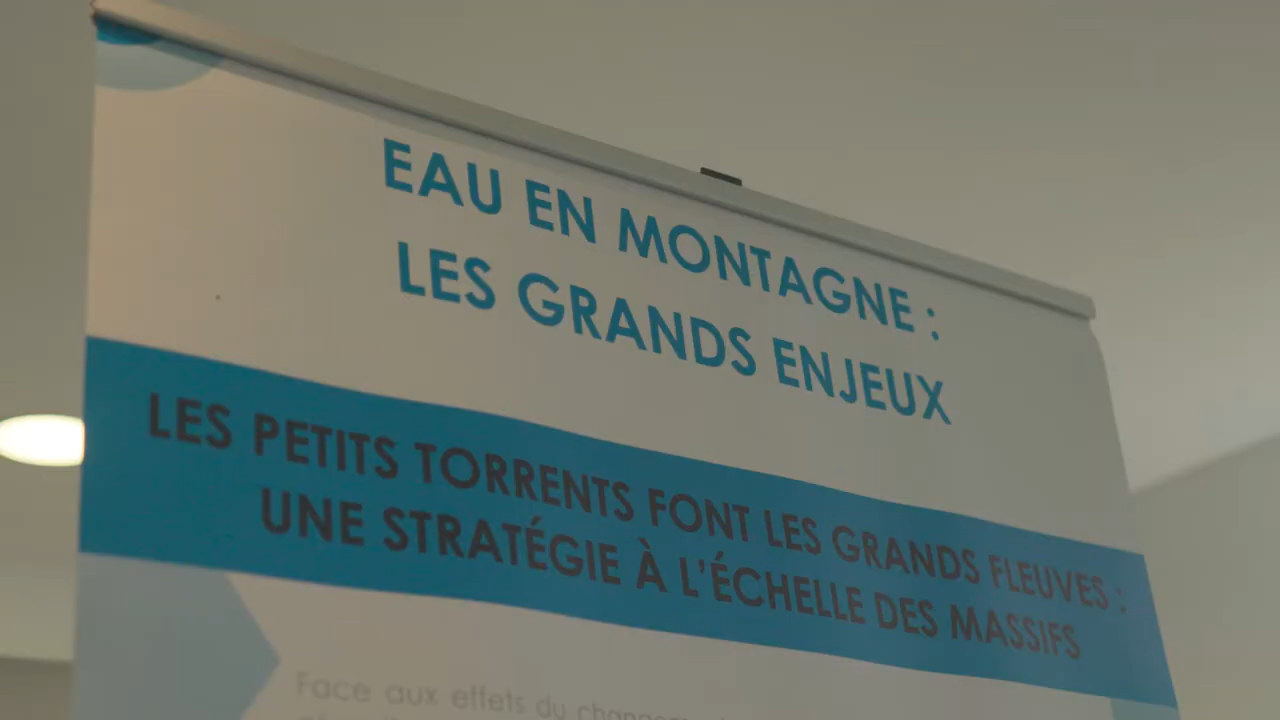 EAU EN MONTAGNE :
LES GRANDS ENJEUX
LES PETITS TORRENTS FONT LES GRANDS FLEUVES :
UNE STRATÉGIE À L'ÉCHELLE DES MASSIFS
Face aux effets du